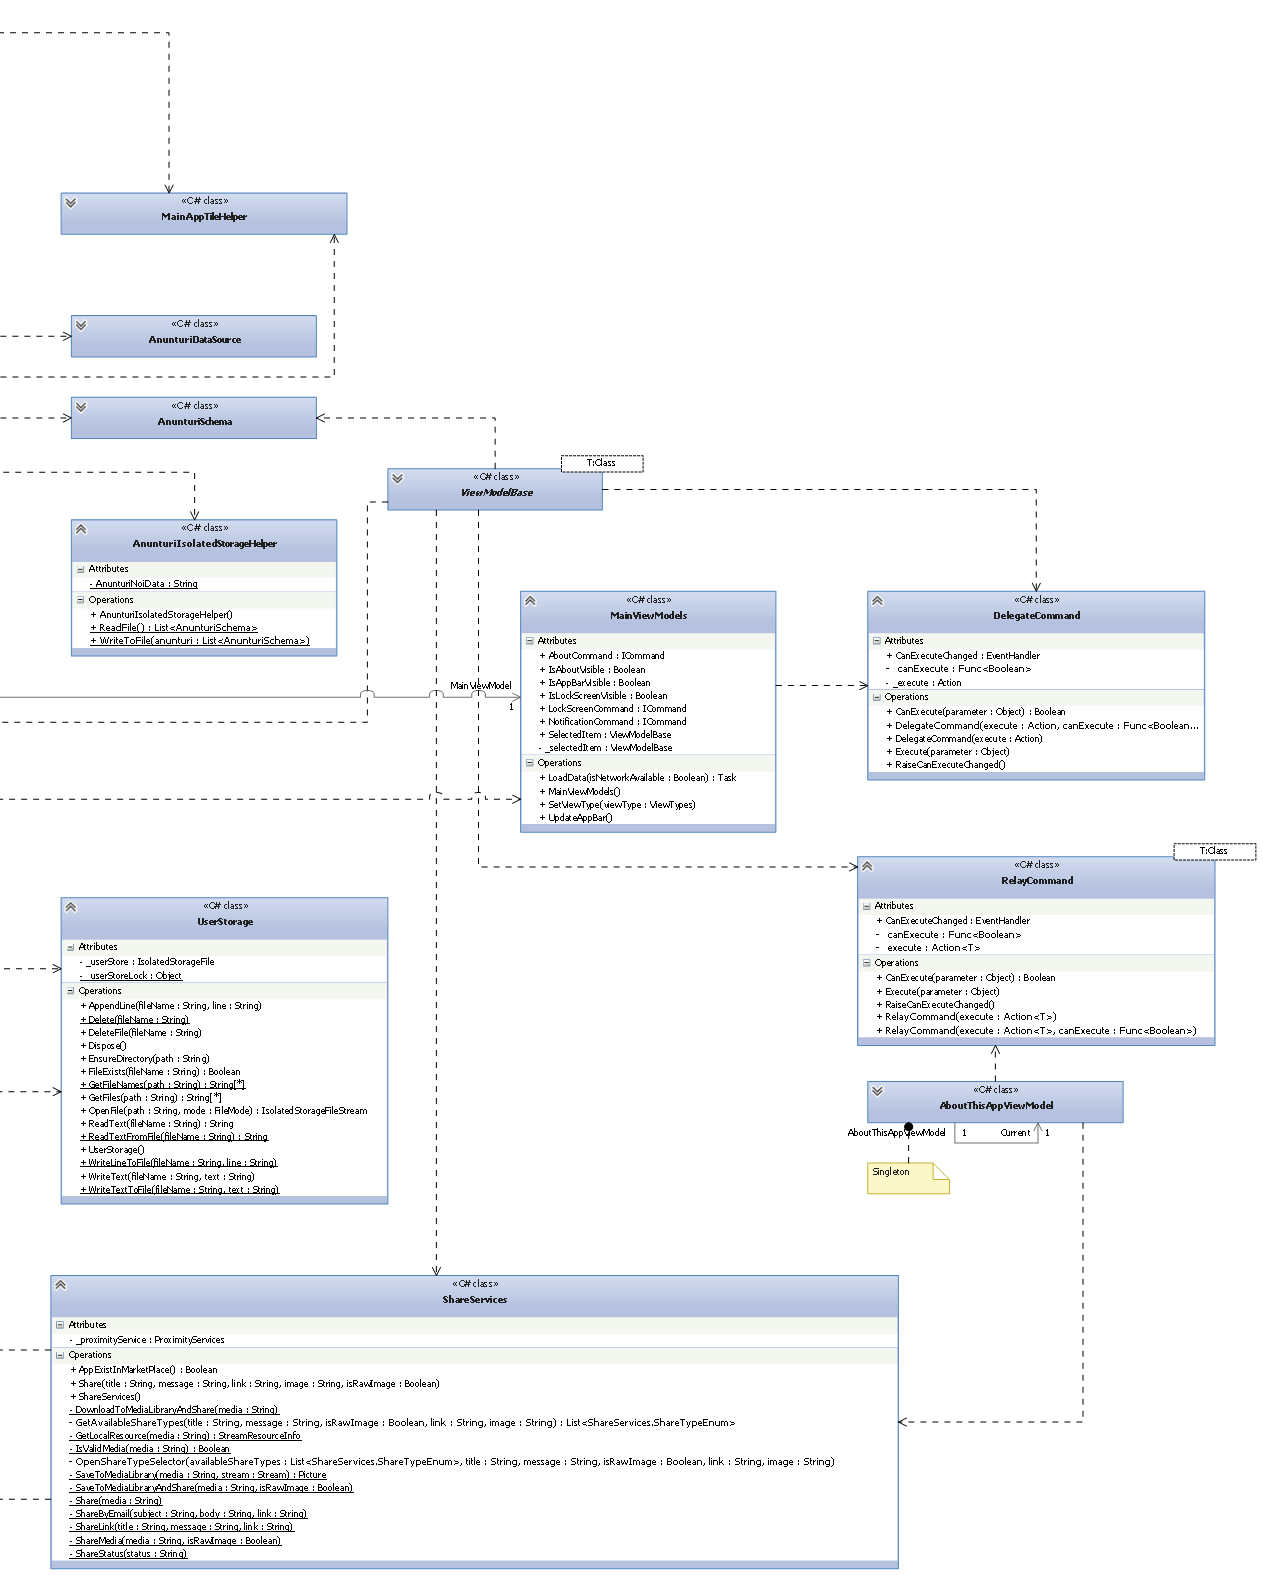 «C# class»
MainAppTileHelper
«C# class»
AnunturiDataSource
«C# class»
AnunturiSchema
T:Class
«C# class»
ViewModelBase
«C# class»
AnunturiIsolatedStorageHelper
Attributes
- AnunturiNoiData : String
Operations
+ AnunturiIsolatedStorageHelper()
+ ReadFile() : List<AnunturiSchema>
+ WriteToFile(anunturi : List<AnunturiSchema>)
MainViewModel
1
«C# class»
MainViewModels
Attributes
+ AboutCommand : ICommand
+ IsAboutVisible : Boolean
+ IsAppBarVisible : Boolean
+ IsLockScreenVisible : Boolean
+ LockScreenCommand : ICommand
+ NotificationCommand : ICommand
+ SelectedItem : ViewModelBase
- _selectedItem : ViewModelBase
Operations
+ LoadData(isNetworkAvailable : Boolean) : Task
+ MainViewModels()
+ SetViewType(viewType : ViewTypes)
+ UpdateAppBar()
«C# class»
DelegateCommand
Attributes
+ CanExecuteChanged : EventHandler
- canExecute : Func<Boolean>
- _execute : Action
Operations
+ CanExecute(parameter : Object) : Boolean
+ DelegateCommand(execute : Action, canExecute : Func<Boolean...
+ DelegateCommand(execute : Action)
+ Execute(parameter : Object)
+ RaiseCanExecuteChanged()
T:Class
«C# class»
RelayCommand
Attributes
+ CanExecuteChanged : EventHandler
- canExecute : Func<Boolean>
- execute : Action<T>
Operations
+ CanExecute(parameter : Object) : Boolean
+ Execute(parameter : Object)
+ RaiseCanExecuteChanged()
+ RelayCommand(execute : Action<T>)
+ RelayCommand(execute : Action<T>, canExecute : Func<Boolean>)
«C# class»
UserStorage
Attributes
- _userStore : IsolatedStorageFile
- _userStoreLock : Object
Operations
+ AppendLine(fileName : String, line : String)
+ Delete(fileName : String)
+ DeleteFile(fileName : String)
+ Dispose()
+ EnsureDirectory(path : String)
+ FileExists(fileName : String) : Boolean
+ GetFileNames(path : String) : String[*]
+ GetFiles(path : String) : String[*]
+ OpenFile(path : String, mode : FileMode) : IsolatedStorageFileStream
+ ReadText(fileName : String) : String
+ ReadTextFromFile(fileName : String) : String
+ UserStorage()
+ WriteLineToFile(fileName : String, line : String)
+ WriteText(fileName : String, text : String)
+ WriteTextToFile(fileName : String, text : String)
«C# class»
AboutThisAppViewModel
AboutThisAppViewModel
1
Current
1
Singleton
«C# class»
ShareServices
Attributes
- _proximityService : ProximityServices
Operations
+ AppExistInMarketPlace() : Boolean
+ Share(title : String, message : String, link : String, image : String, isRawImage : Boolean)
+ ShareServices()
- DownloadToMediaLibraryAndShare(media : String)
- GetAvailableShareTypes(title : String, message : String, isRawImage : Boolean, link : String, image : String) : List<ShareServices.ShareTypeEnum>
- GetLocalResource(media : String) : StreamResourceInfo
- IsValidMedia(media : String) : Boolean
- OpenShareTypeSelector(availableShareTypes : List<ShareServices.ShareTypeEnum>, title : String, message : String, isRawImage : Boolean, link : String, image : String)
- SaveToMediaLibrary(media : String, stream : Stream) : Picture
- SaveToMediaLibraryAndShare(media : String, isRawImage : Boolean)
- Share(media : String)
- ShareByEmail(subject : String, body : String, link : String)
- ShareLink(title : String, message : String, link : String)
- ShareMedia(media : String, isRawImage : Boolean)
- ShareStatus(status : String)